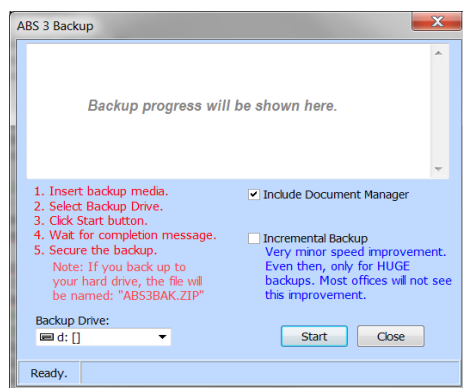 ABS 3 Backup
Backup progress will be shown here.
1. Insert backup media.
2. Select Backup Drive.
3. Click Start button.
4. Wait for completion message.
5. Secure the backup.
Note: If you back up to
your hard drive, the file will
be named: "ABS3BAK.ZIP"
Include Document Manager
Incremental Backup
Very minor speed improvement.
Even then, only for HUGE
backups. Most offices will not see
this improvement.
Backup Drive:
d: []
Start
Close
Ready.